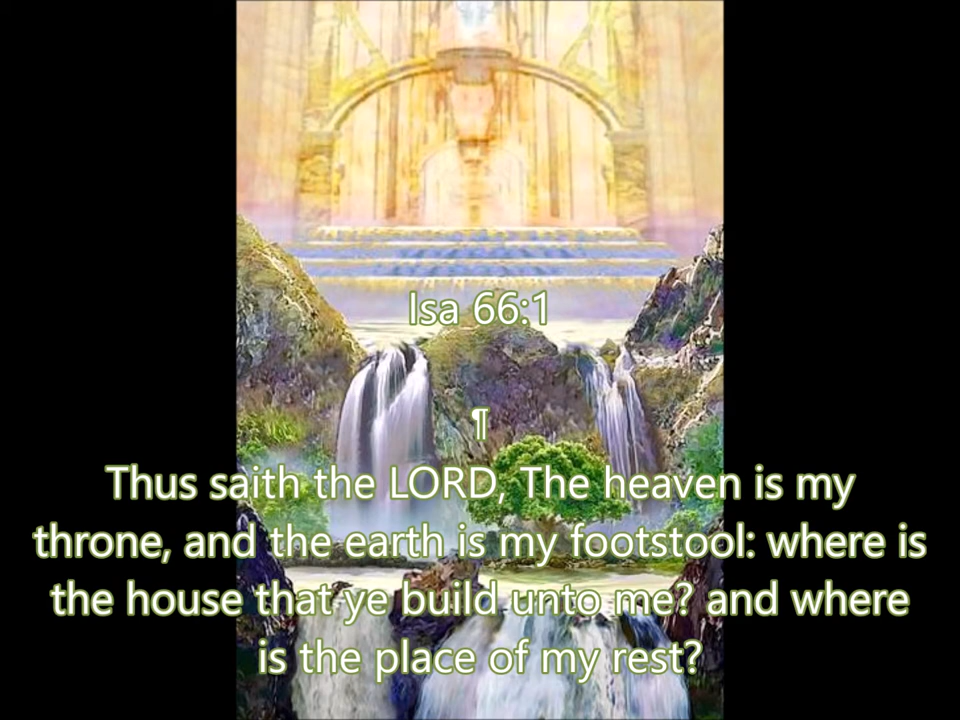 Isa 66:1
¶
Thus saith the LORD, The heaven is my
throne, and the earth is my footstool: where is
the house that ye build unto me? and where
is the place of my rest?